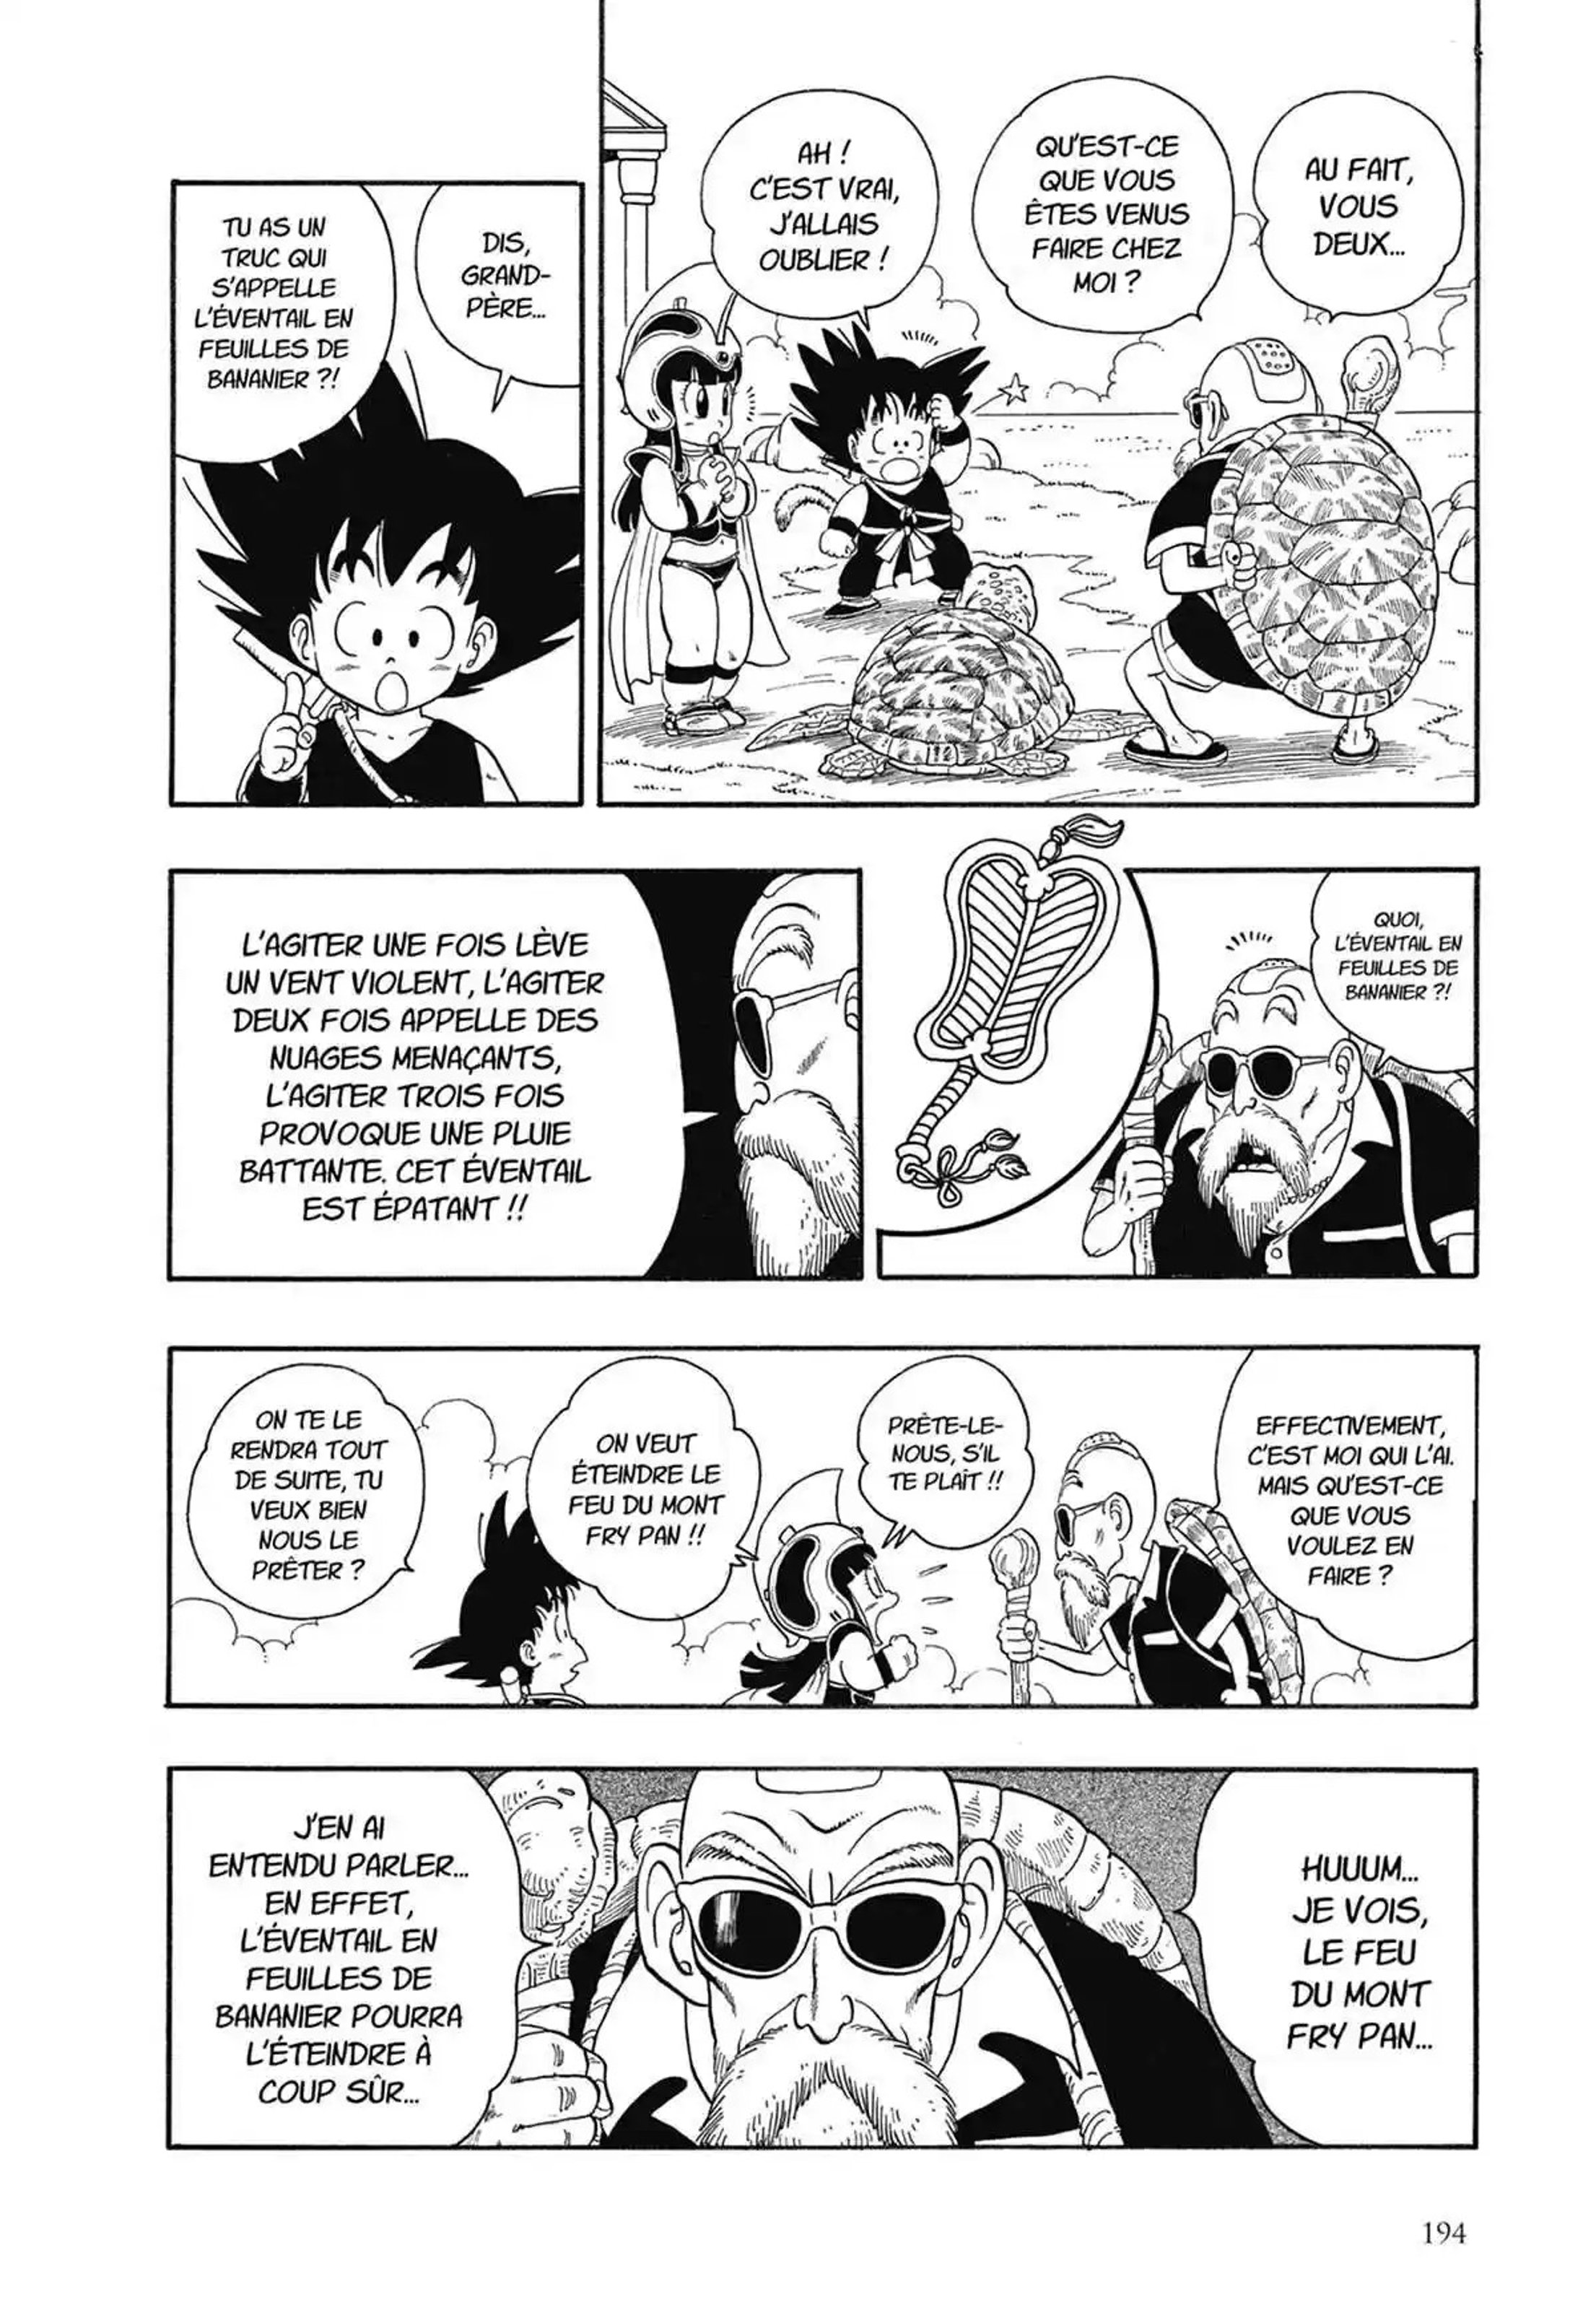 AU FAIT,
VOUS
DEUX...
QU'EST-CE
QUE VOUS
ÊTES VENUS
FAIRE CHEZ
MOI ?
AH !
C'EST VRAI,
J'ALLAIS
OUBLIER !
DIS,
GRAND-
PÈRE...
TU AS UN
TRUC QUI
S'APPELLE
L'ÉVENTAIL EN
FEUILLES DE
BANANIER ?!
QUOI,
L'ÉVENTAIL EN
FEUILLES DE
BANANIER ?!
L'AGITER UNE FOIS LÈVE
UN VENT VIOLENT, L'AGITER
DEUX FOIS APPELLE DES
NUAGES MENAÇANTS,
L'AGITER TROIS FOIS
PROVOQUE UNE PLUIE
BATTANTE. CET ÉVENTAIL
EST ÉPATANT !!
EFFECTIVEMENT,
C'EST MOI QUI L'AI.
MAIS QU'EST-CE
QUE VOUS
VOULEZ EN
FAIRE ?
PRÊTE-LE-
NOUS, S'IL
TE PLAÎT !!
ON VEUT
ÉTEINDRE LE
FEU DU MONT
FRY PAN !!
ON TE LE
RENDRA TOUT
DE SUITE, TU
VEUX BIEN
NOUS LE
PRÊTER ?
HUUUM...
JE VOIS,
LE FEU
DU MONT
FRY PAN...
J'EN AI
ENTENDU PARLER...
EN EFFET,
L'ÉVENTAIL EN
FEUILLES DE
BANANIER POURRA
L'ÉTEINDRE À
COUP SÛR...
194